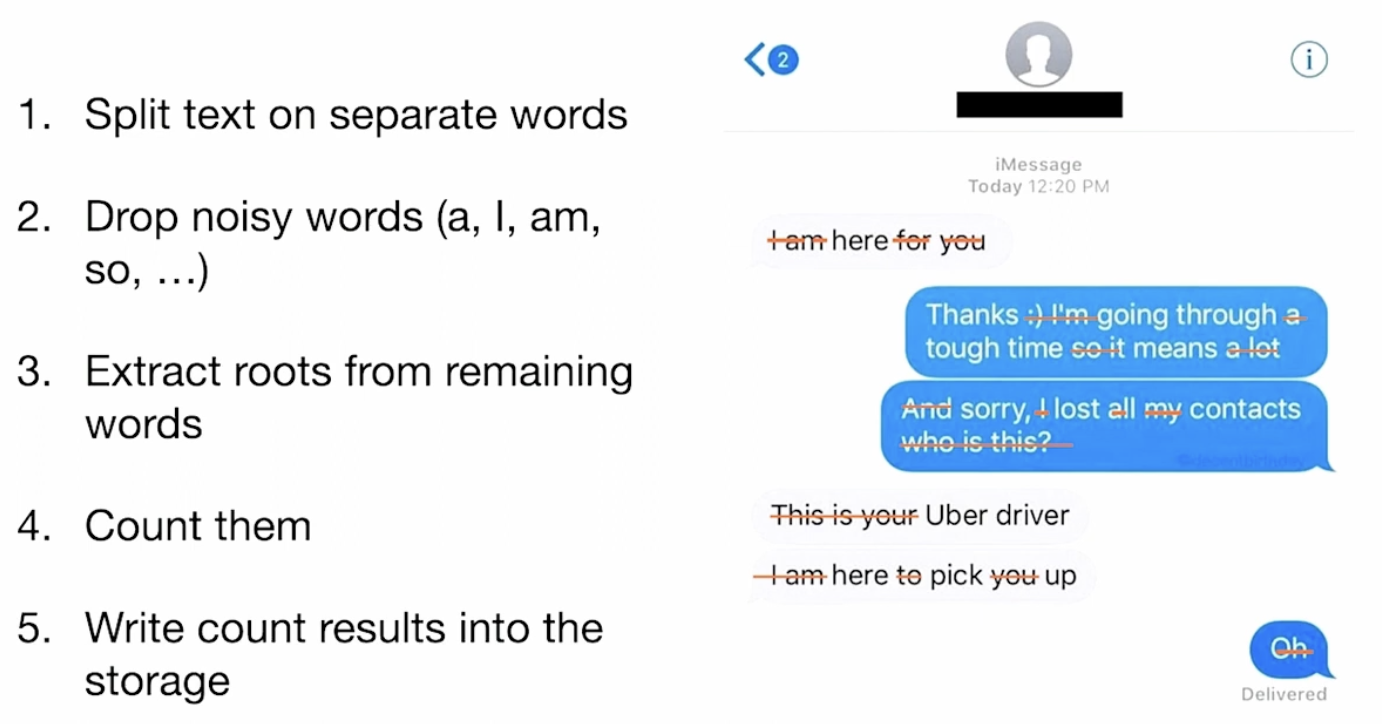 1. Split text on separate words
2. Drop noisy words (a, I, am,
so, ...)
3. Extract roots from remaining
words
4. Count them
5. Write count results into the
storage
2
i
iMessage
Today 12:20 PM
I am here for you
Thanks :) I'm going through a
tough time so it means a lot
And sorry, I lost all my contacts
who is this?
This is your Uber driver
I am here to pick you up
Oh
Delivered